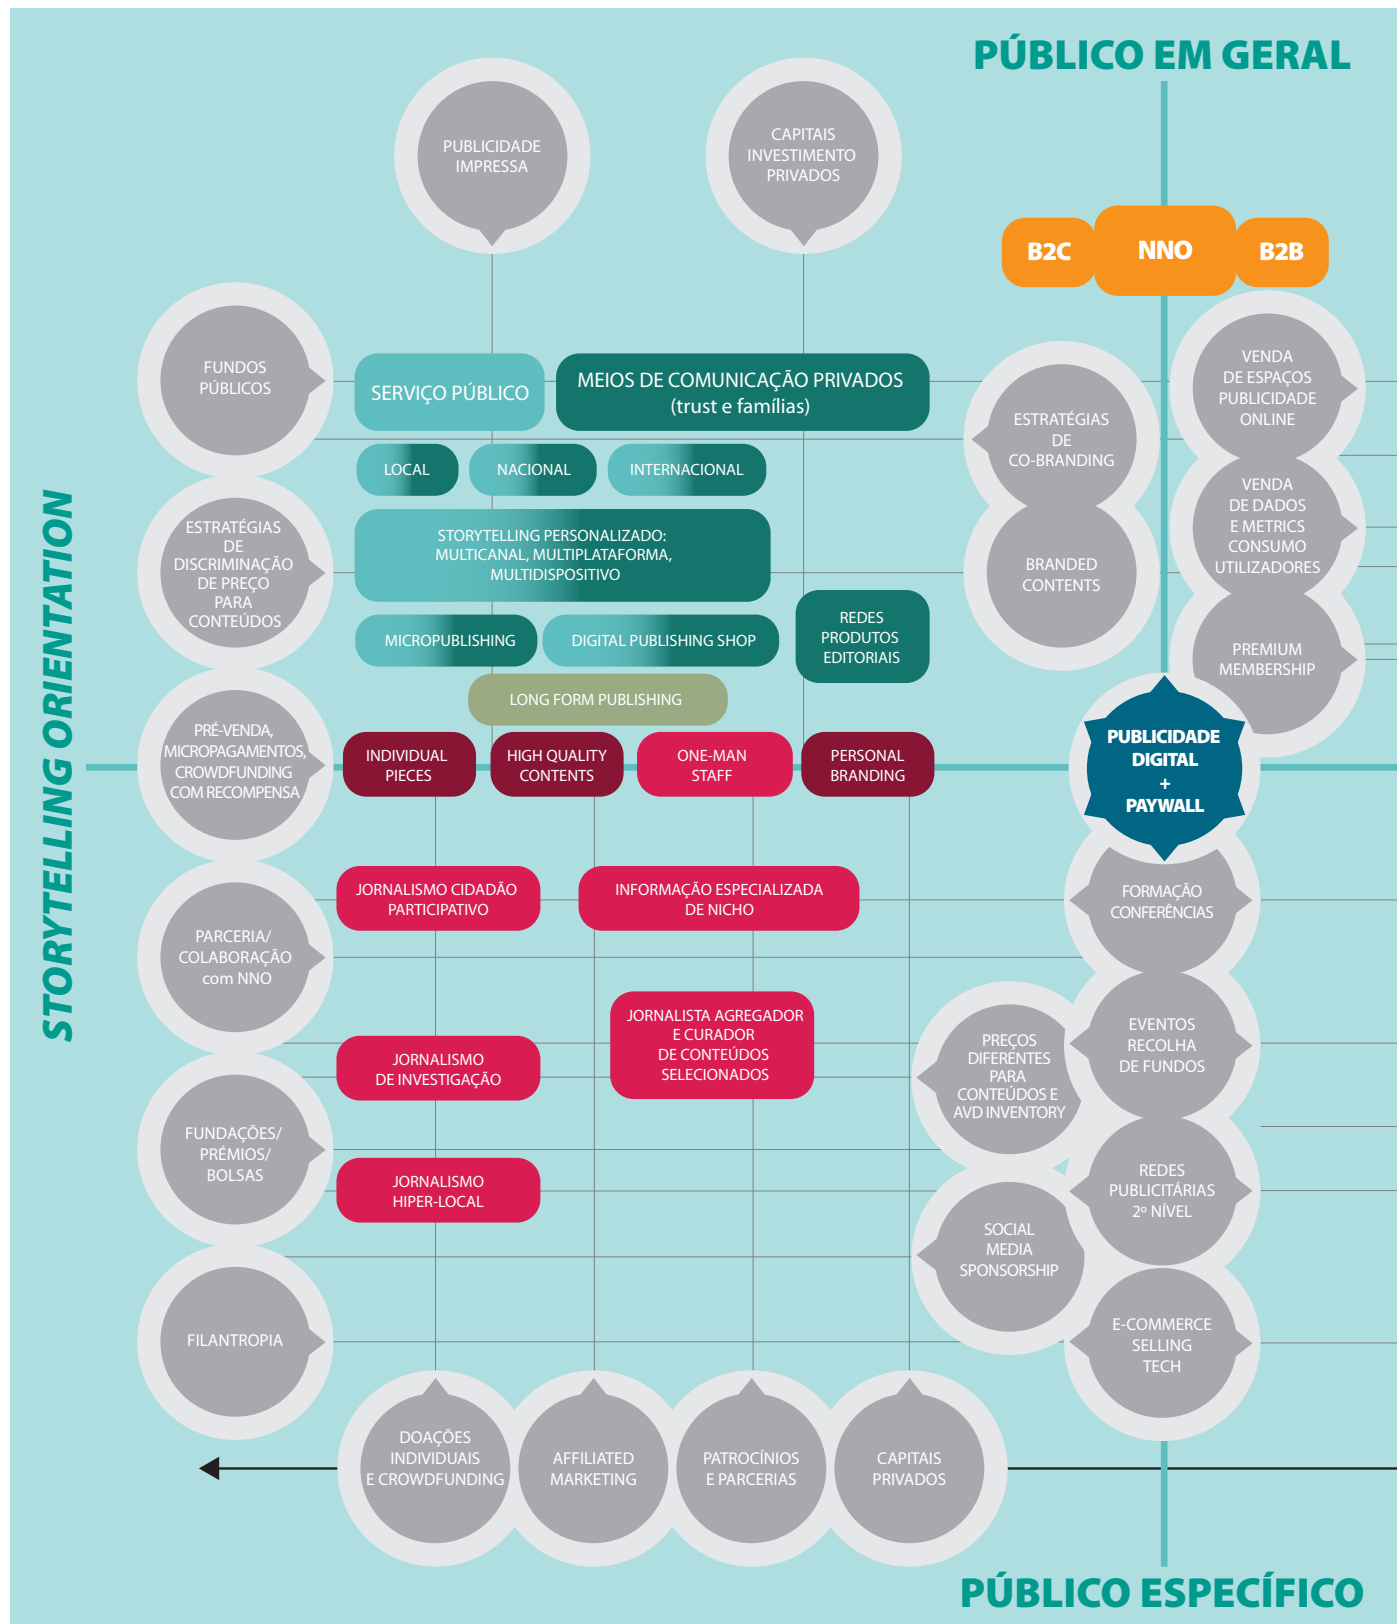 PÚBLICO EM GERAL
PUBLICIDADE
IMPRESSA
CAPITAIS
INVESTIMENTO
PRIVADOS
B2C
NNO
B2B
FUNDOS
PÚBLICOS
SERVIÇO PÚBLICO
MEIOS DE COMUNICAÇÃO PRIVADOS
(trust e famílias)
ESTRATÉGIAS
DE
CO-BRANDING
VENDA
DE ESPAÇOS
PUBLICIDADE
ONLINE
LOCAL
NACIONAL
INTERNACIONAL
STORYTELLING ORIENTATION
ESTRATÉGIAS
DE
DISCRIMINAÇÃO
DE PREÇO
PARA
CONTEÚDOS
STORYTELLING PERSONALIZADO:
MULTICANAL, MULTIPLATAFORMA,
MULTIDISPOSITIVO
BRANDED
CONTENTS
VENDA
DE DADOS
E METRICS
CONSUMO
UTILIZADORES
MICROPUBLISHING
DIGITAL PUBLISHING SHOP
REDES
PRODUTOS
EDITORIAIS
PREMIUM
MEMBERSHIP
LONG FORM PUBLISHING
PRÉ-VENDA,
MICROPAGAMENTOS,
CROWDFUNDING
COM RECOMPENSA
INDIVIDUAL
PIECES
HIGH QUALITY
CONTENTS
ONE-MAN
STAFF
PERSONAL
BRANDING
PUBLICIDADE
DIGITAL
+
PAYWALL
JORNALISMO CIDADÃO
PARTICIPATIVO
INFORMAÇÃO ESPECIALIZADA
DE NICHO
FORMAÇÃO
CONFERÊNCIAS
PARCERIA/
COLABORAÇÃO
com NNO
JORNALISTA AGREGADOR
E CURADOR
DE CONTEÚDOS
SELECIONADOS
PREÇOS
DIFERENTES
PARA
CONTEÚDOS E
AVD INVENTORY
EVENTOS
RECOLHA
DE FUNDOS
JORNALISMO
DE INVESTIGAÇÃO
FUNDAÇÕES/
PRÉMIOS/
BOLSAS
JORNALISMO
HIPER-LOCAL
REDES
PUBLICITÁRIAS
2º NÍVEL
SOCIAL
MEDIA
SPONSORSHIP
FILANTROPIA
E-COMMERCE
SELLING
TECH
DOAÇÕES
INDIVIDUAIS
E CROWDFUNDING
AFFILIATED
MARKETING
PATROCÍNIOS
E PARCERIAS
CAPITAIS
PRIVADOS
PÚBLICO ESPECÍFICO